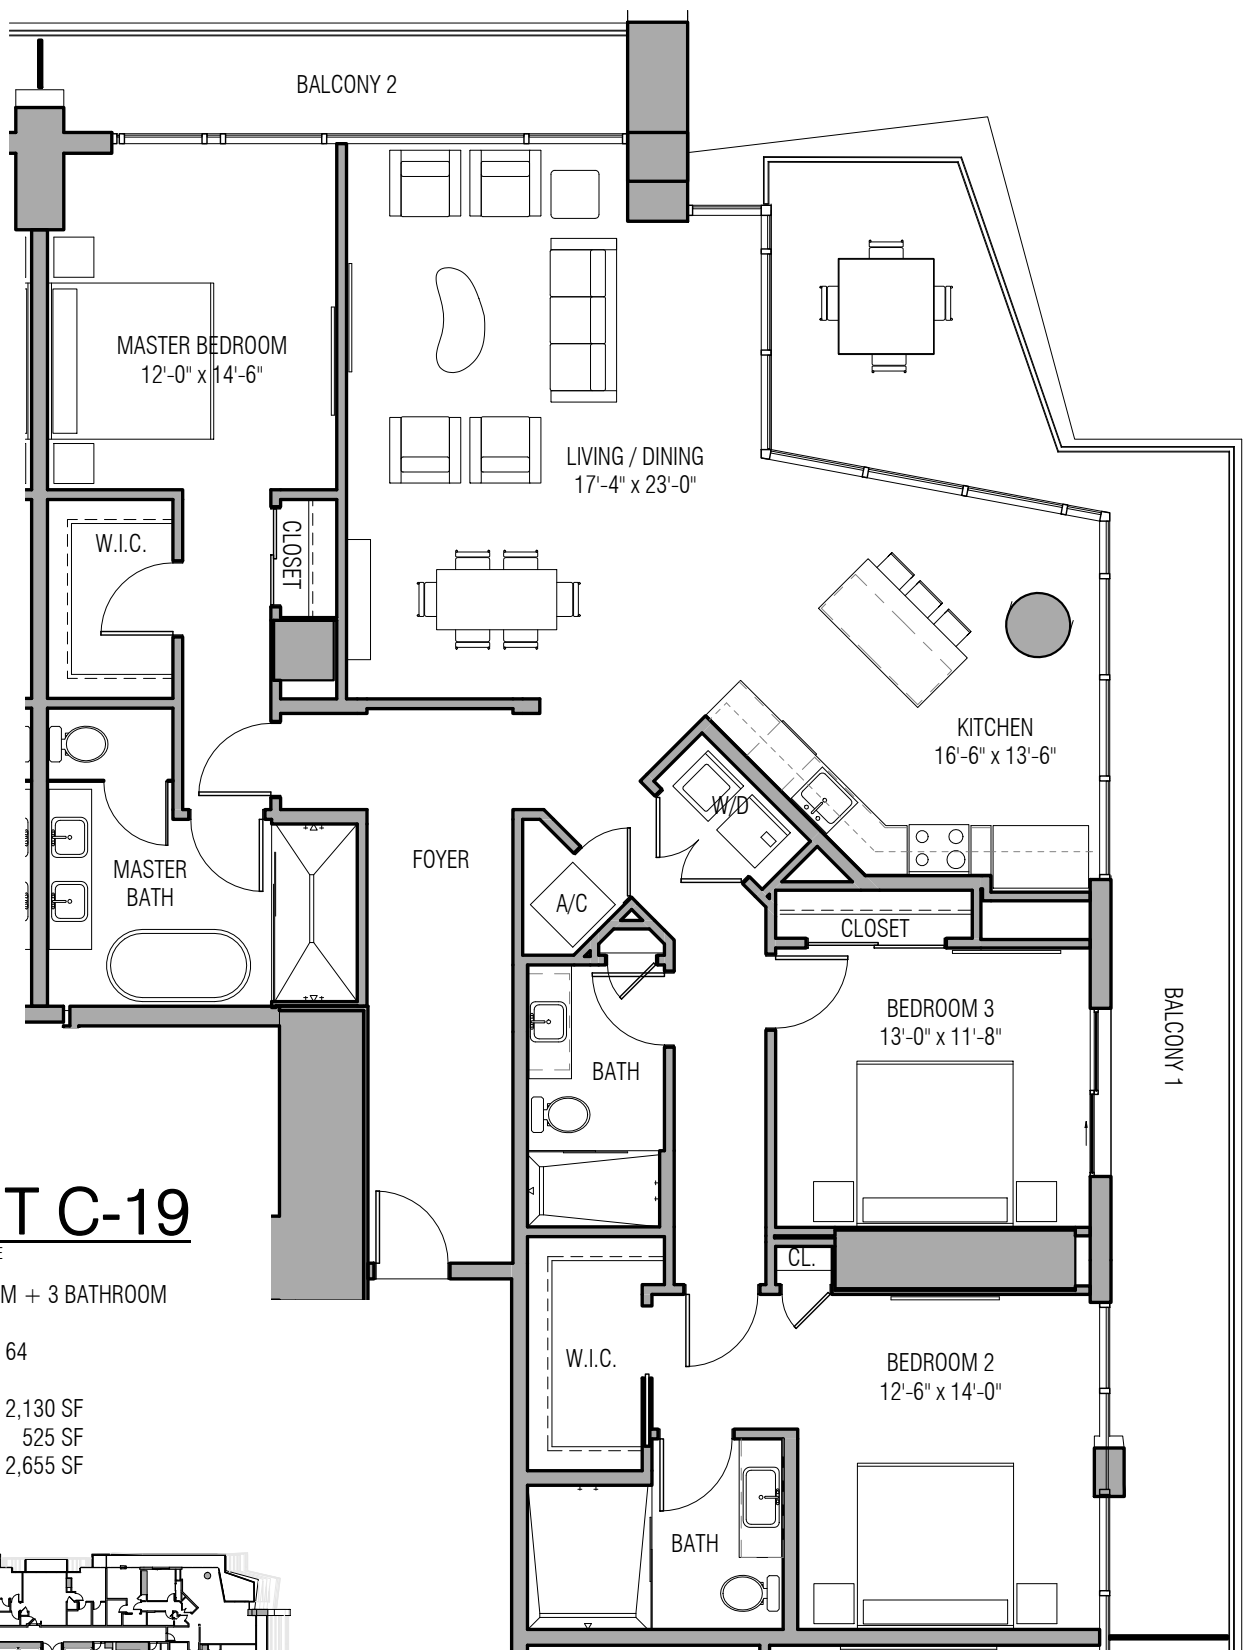 BALCONY 2
MASTER BEDROOM
12'-0" x 14'-6"
LIVING / DINING
17'-4" x 23'-0"
W.I.C.
CLOSET
KITCHEN
16'-6" x 13'-6"
W/D
FOYER
MASTER
BATH
A/C
CLOSET
BEDROOM 3
13'-0" x 11'-8"
BALCONY 1
BATH
T C-19
E
M + 3 BATHROOM
64
2,130 SF
525 SF
2,655 SF
CL.
W.I.C.
BEDROOM 2
12'-6" x 14'-0"
BATH